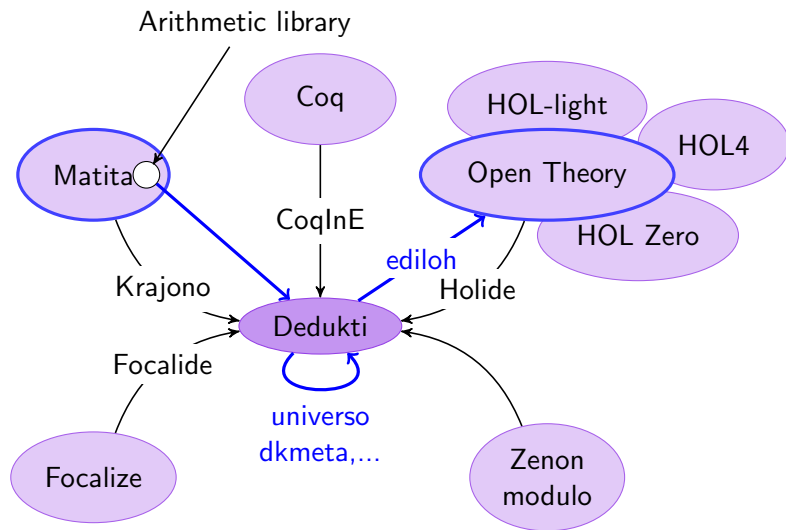 Arithmetic library
Coq
HOL-light
HOL4
Matita
Open Theory
CoqInE
HOL Zero
ediloh
Krajono
Holide
Dedukti
Focalide
universo
dkmeta,...
Focalize
Zenon
modulo